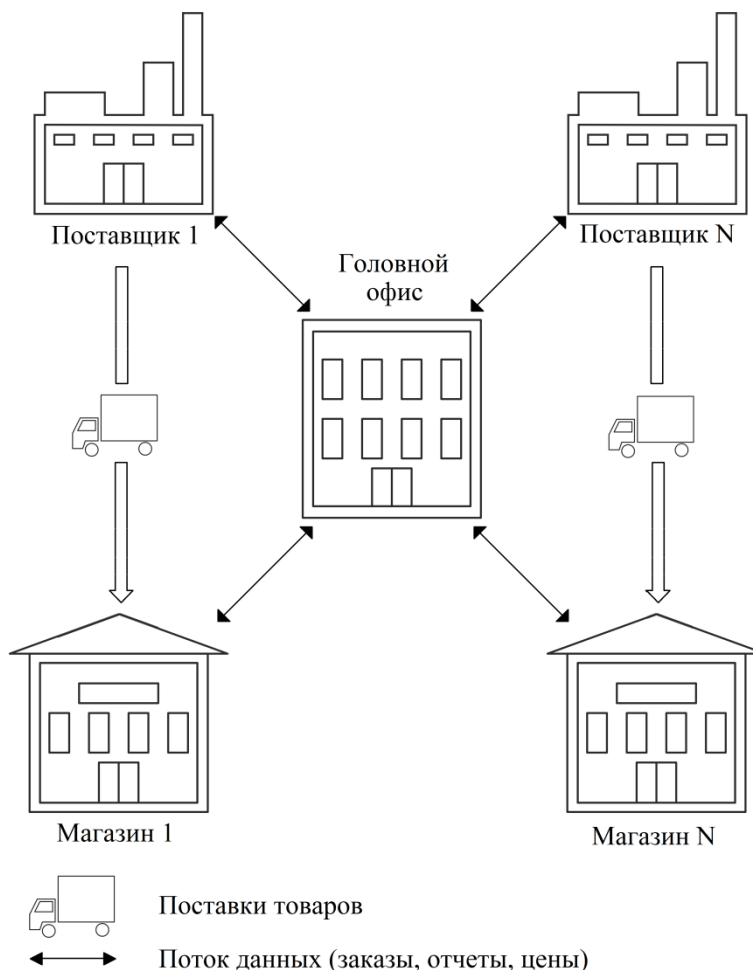 Поставщик 1
Поставщик N
Головной
офис
Магазин 1
Магазин N
Поставки товаров
Поток данных (заказы, отчеты, цены)